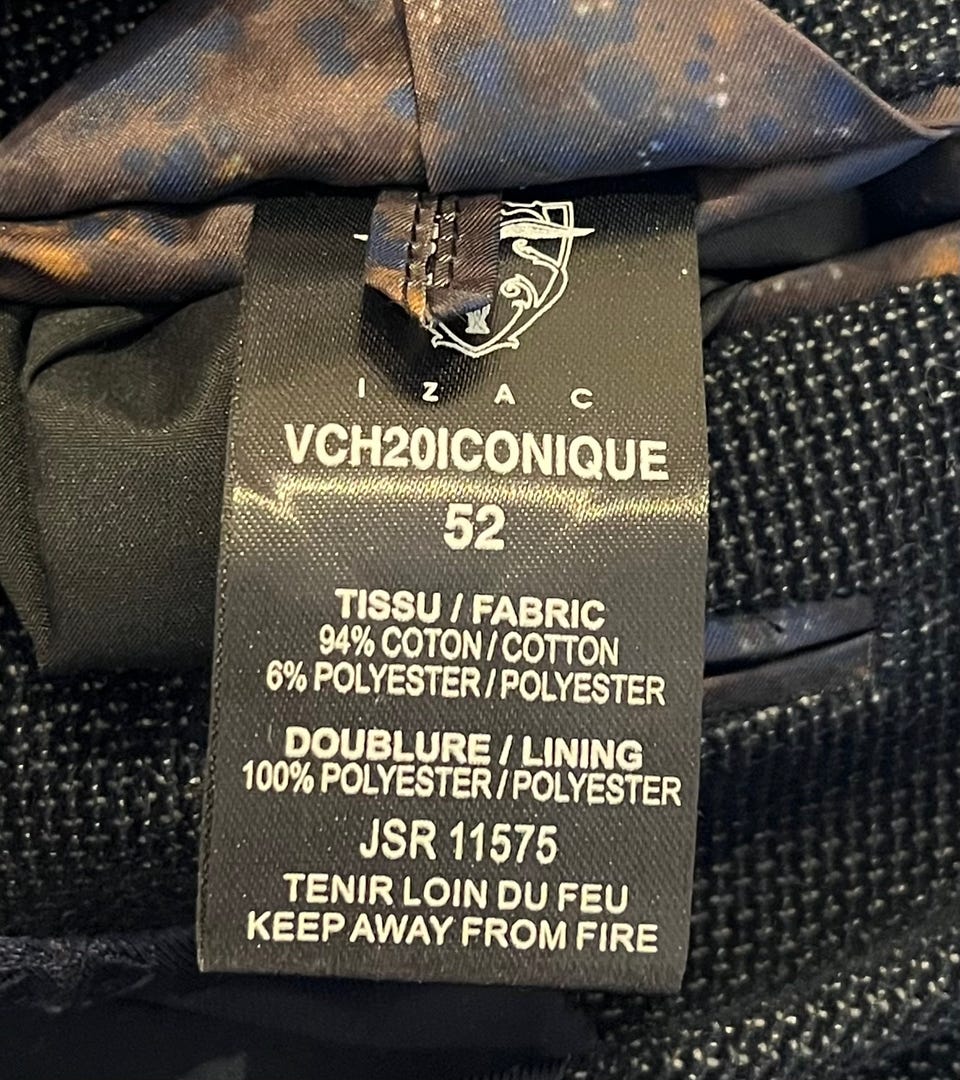 I Z A C
VCH20ICONIQUE
52
TISSU / FABRIC
94% COTON / COTTON
6% POLYESTER / POLYESTER
DOUBLURE / LINING
100% POLYESTER / POLYESTER
JSR 11575
TENIR LOIN DU FEU
KEEP AWAY FROM FIRE